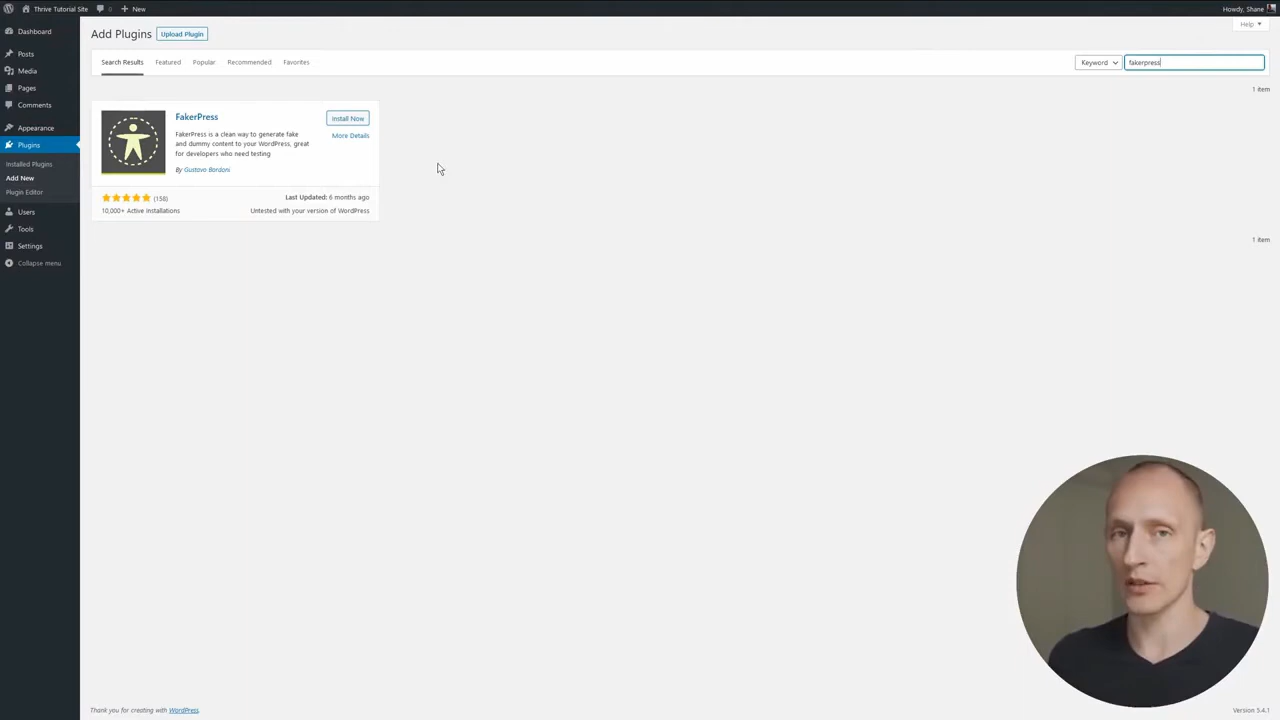 Thrive Tutorial Site
0
New
Howdy, Shane
Dashboard
Posts
Media
Pages
Comments
Appearance
Plugins
Installed Plugins
Add New
Plugin Editor
Users
Tools
Settings
Collapse menu
Add Plugins
Upload Plugin
Help
Search Results
Featured
Popular
Recommended
Favorites
Keyword
fakerpress
1 item
FakerPress
Install Now
More Details
FakerPress is a clean way to generate fake
and dummy content to your WordPress, great
for developers who need testing
By Gustavo Bordoni
(158)
Last Updated: 6 months ago
10,000+ Active Installations
Untested with your version of WordPress
1 item
Thank you for creating with WordPress.
Version 5.4.1